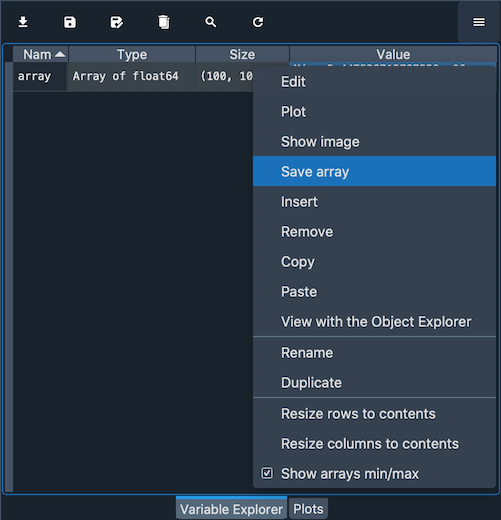 Nam Type Size Value
array Array of float64 (100, 10
Edit
Plot
Show image
Save array
Insert
Remove
Copy
Paste
View with the Object Explorer
Rename
Duplicate
Resize rows to contents
Resize columns to contents
Show arrays min/max
Variable Explorer Plots